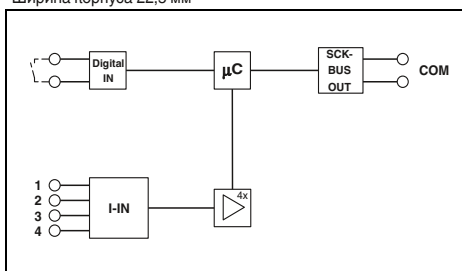 Ширина корпуса 22,5 мм
Digital
IN
µC
SCK-
BUS
OUT
COM
1
2
3
4
I-IN
4x